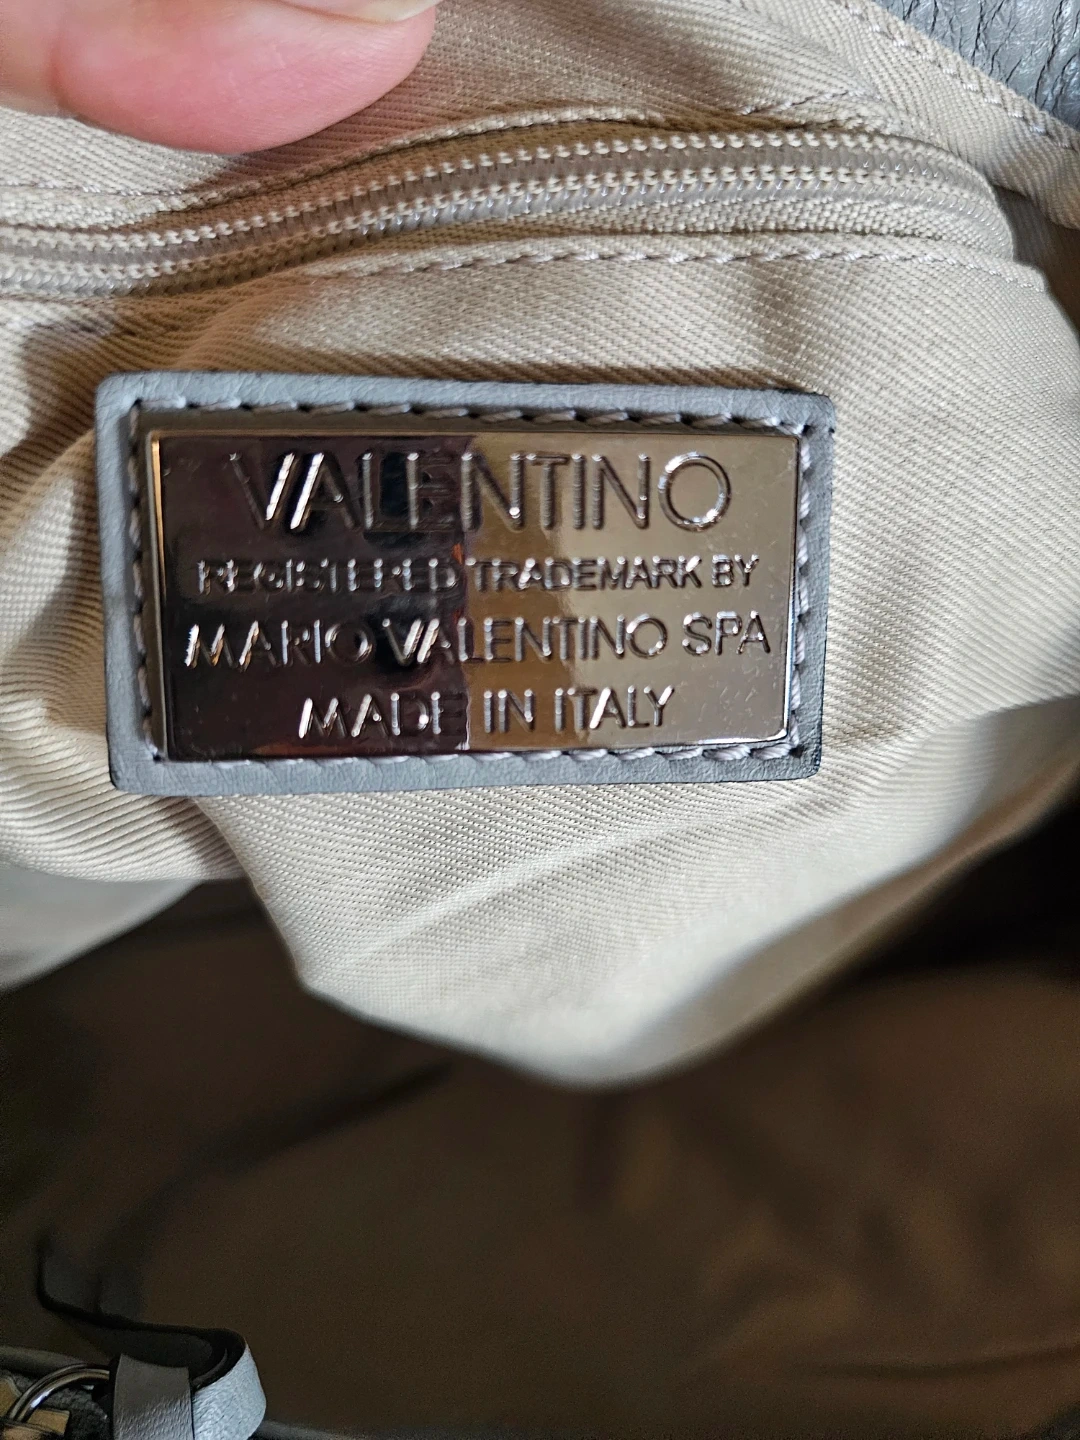 VALENTINO
REGISTERED TRADEMARK BY
MARIO VALENTINO SPA
MADE IN ITALY